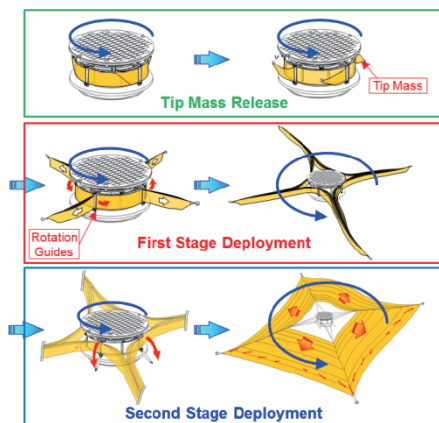 Tip Mass Release
Tip Mass
Rotation
Guides
First Stage Deployment
Second Stage Deployment